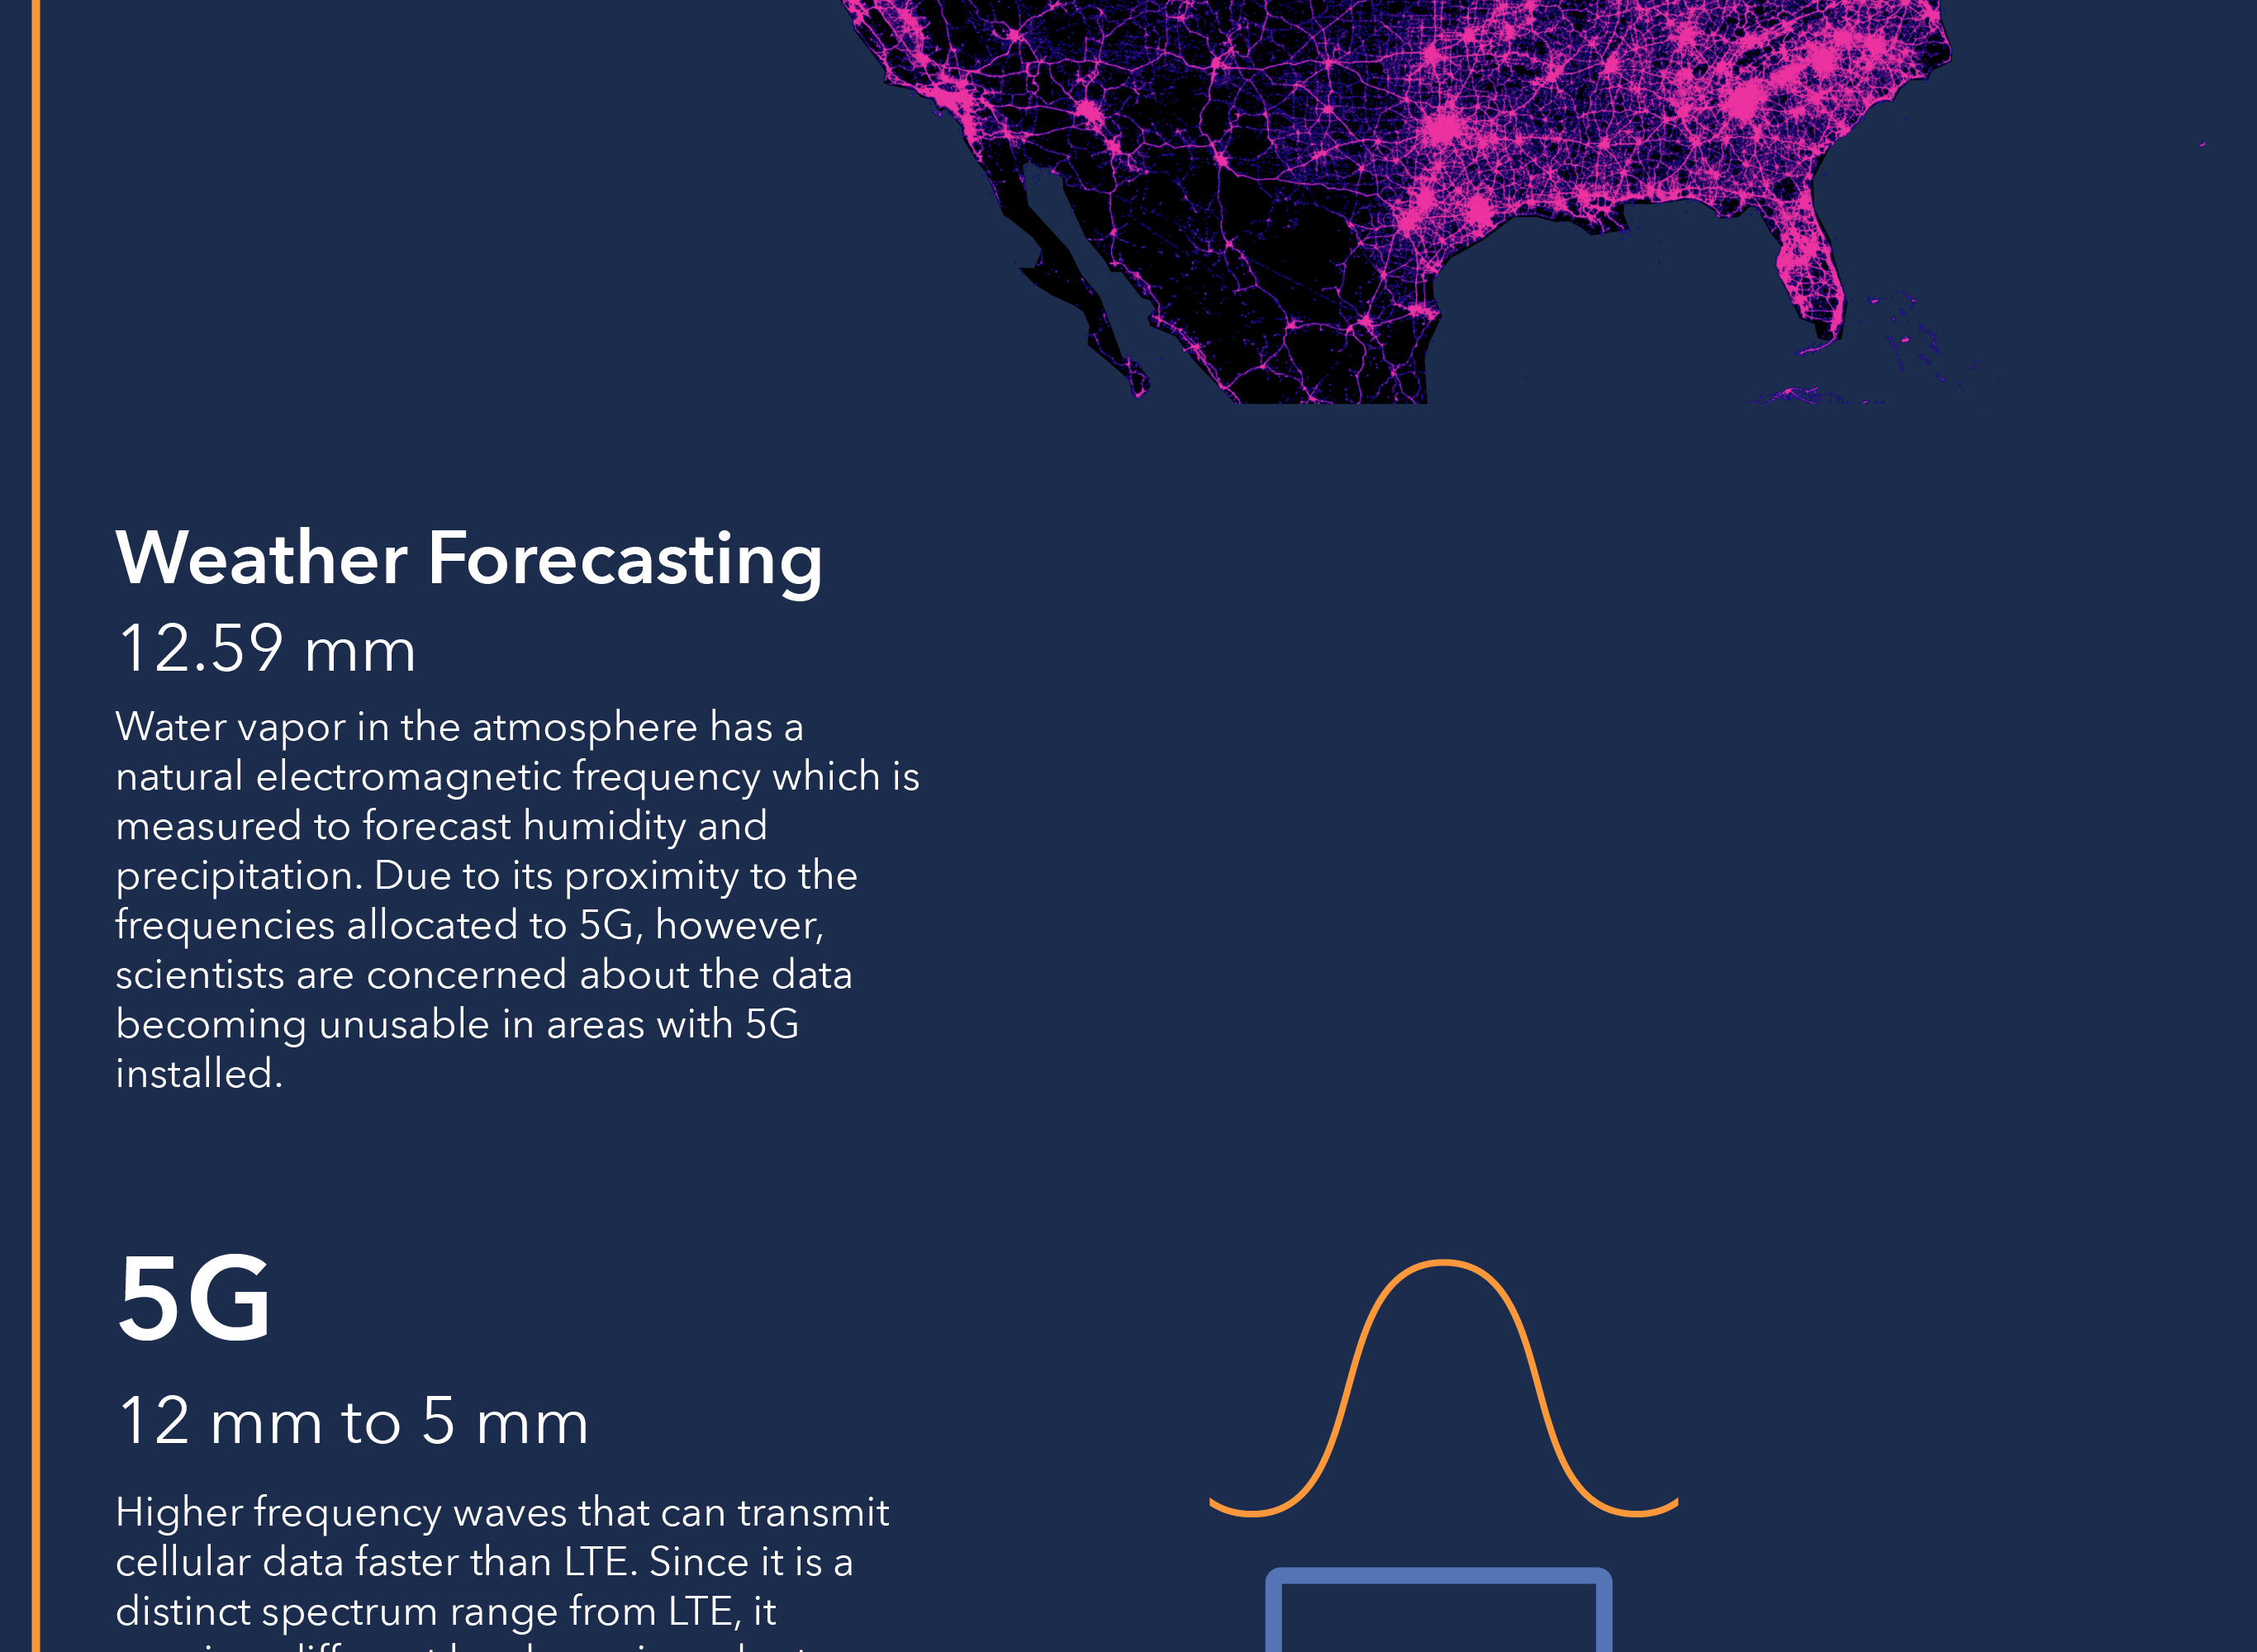 Weather Forecasting
12.59 mm
Water vapor in the atmosphere has a
natural electromagnetic frequency which is
measured to forecast humidity and
precipitation. Due to its proximity to the
frequencies allocated to 5G, however,
scientists are concerned about the data
becoming unusable in areas with 5G
installed.
5G
12 mm to 5 mm
Higher frequency waves that can transmit
cellular data faster than LTE. Since it is a
distinct spectrum range from LTE, it